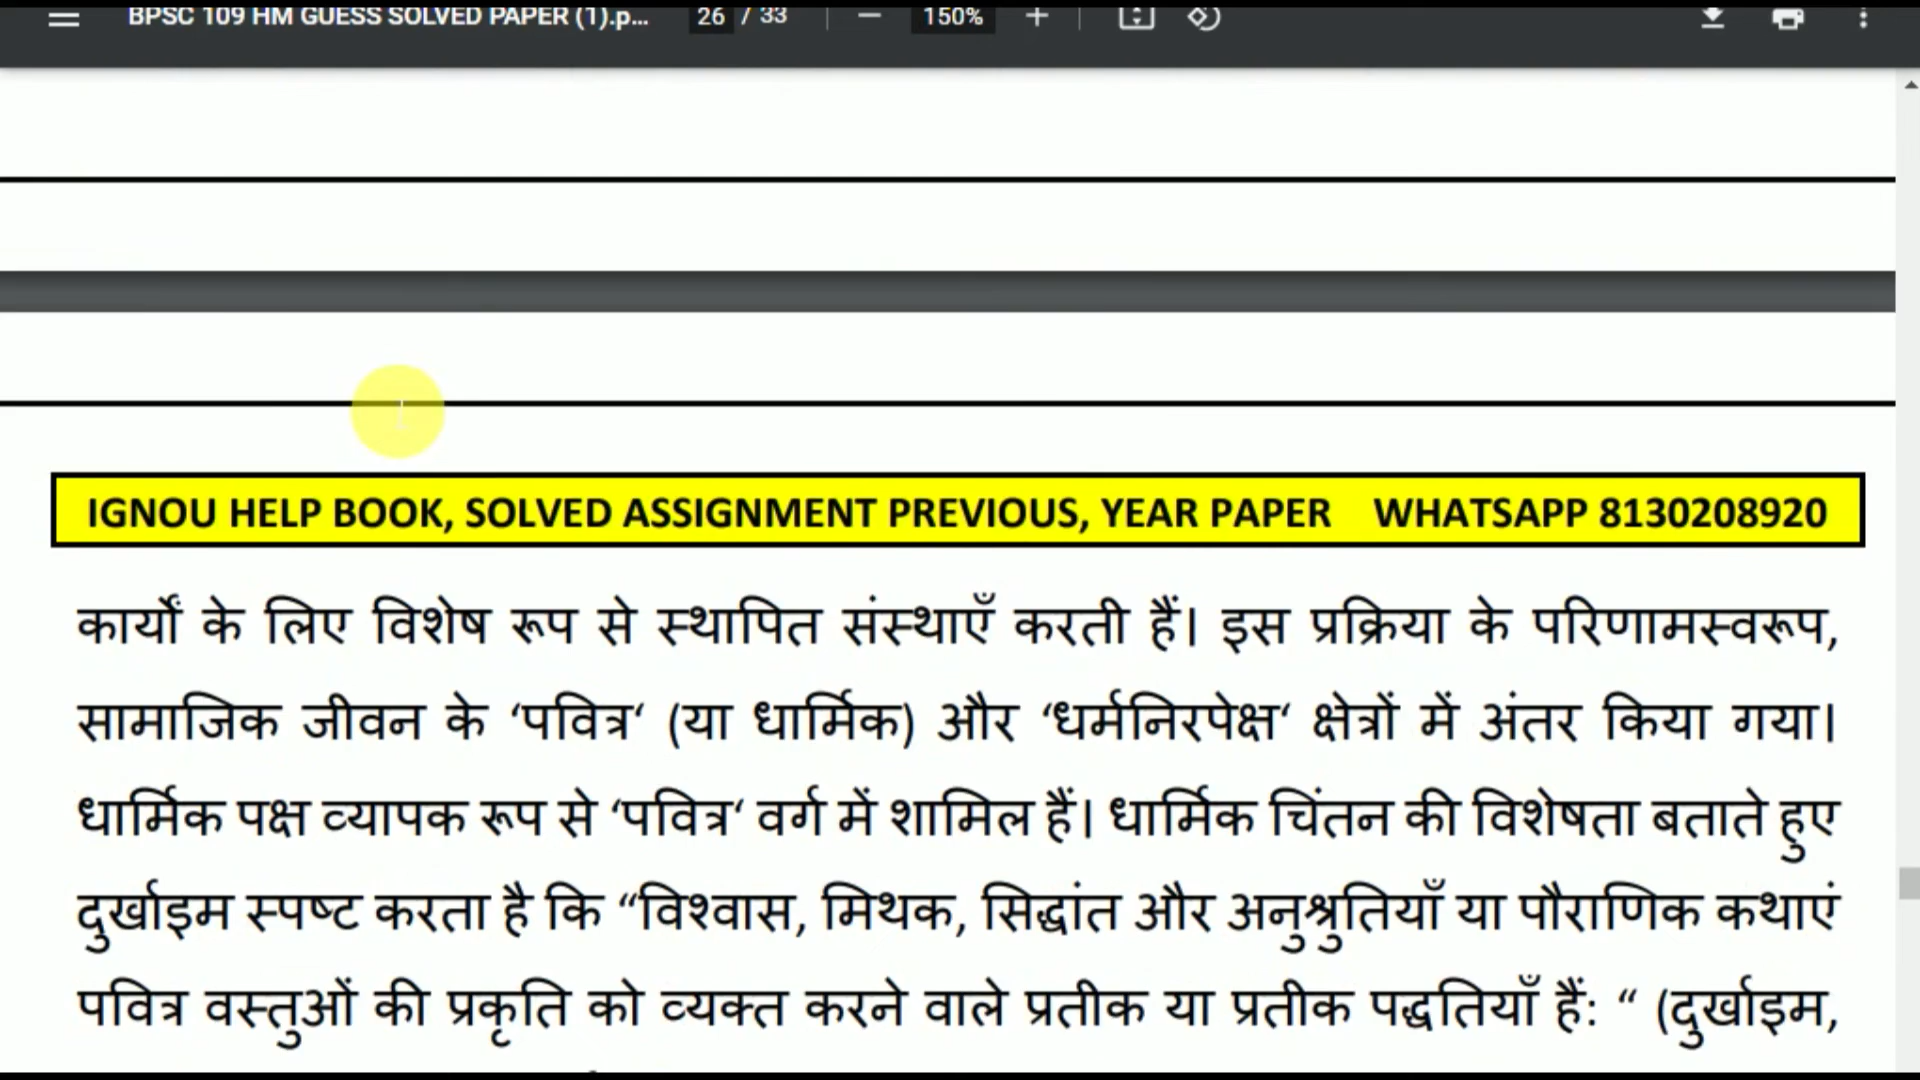 BPSC 109 HM GUESS SOLVED PAPER (1).p... 26 / 33 150%
IGNOU HELP BOOK, SOLVED ASSIGNMENT PREVIOUS, YEAR PAPER WHATSAPP 8130208920
कार्यों के लिए विशेष रूप से स्थापित संस्थाएँ करती हैं। इस प्रक्रिया के परिणामस्वरूप,
सामाजिक जीवन के ‘पवित्र‘ (या धार्मिक) और ‘धर्मनिरपेक्ष‘ क्षेत्रों में अंतर किया गया।
धार्मिक पक्ष व्यापक रूप से ‘पवित्र‘ वर्ग में शामिल हैं। धार्मिक चिंतन की विशेषता बताते हुए
दुर्खाइम स्पष्ट करता है कि “विश्वास, मिथक, सिद्धांत और अनुश्रुतियाँ या पौराणिक कथाएं
पवित्र वस्तुओं की प्रकृति को व्यक्त करने वाले प्रतीक या प्रतीक पद्धतियाँ हैं: “ (दुर्खाइम,